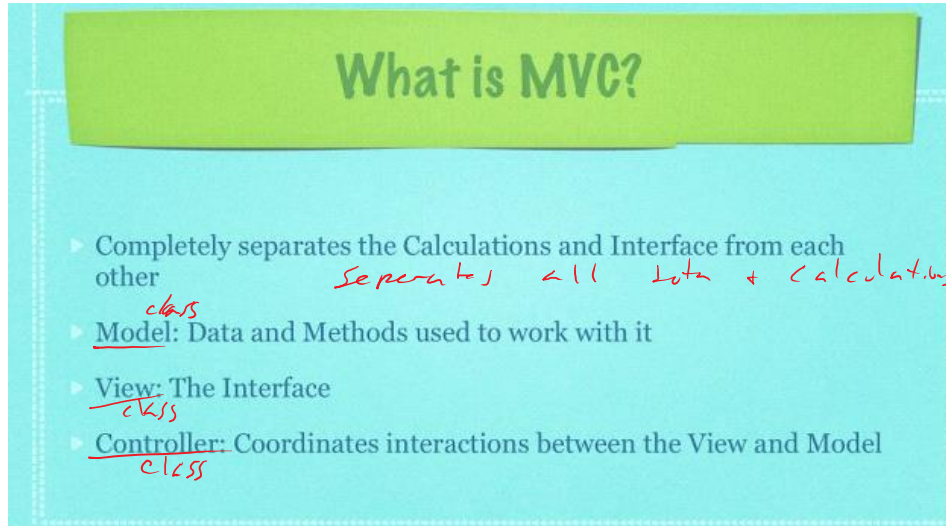 What is MVC?
Completely separates the Calculations and Interface from each
other
Seperates all data + calculations
class
Model: Data and Methods used to work with it
View: The Interface
class
Controller: Coordinates interactions between the View and Model
class